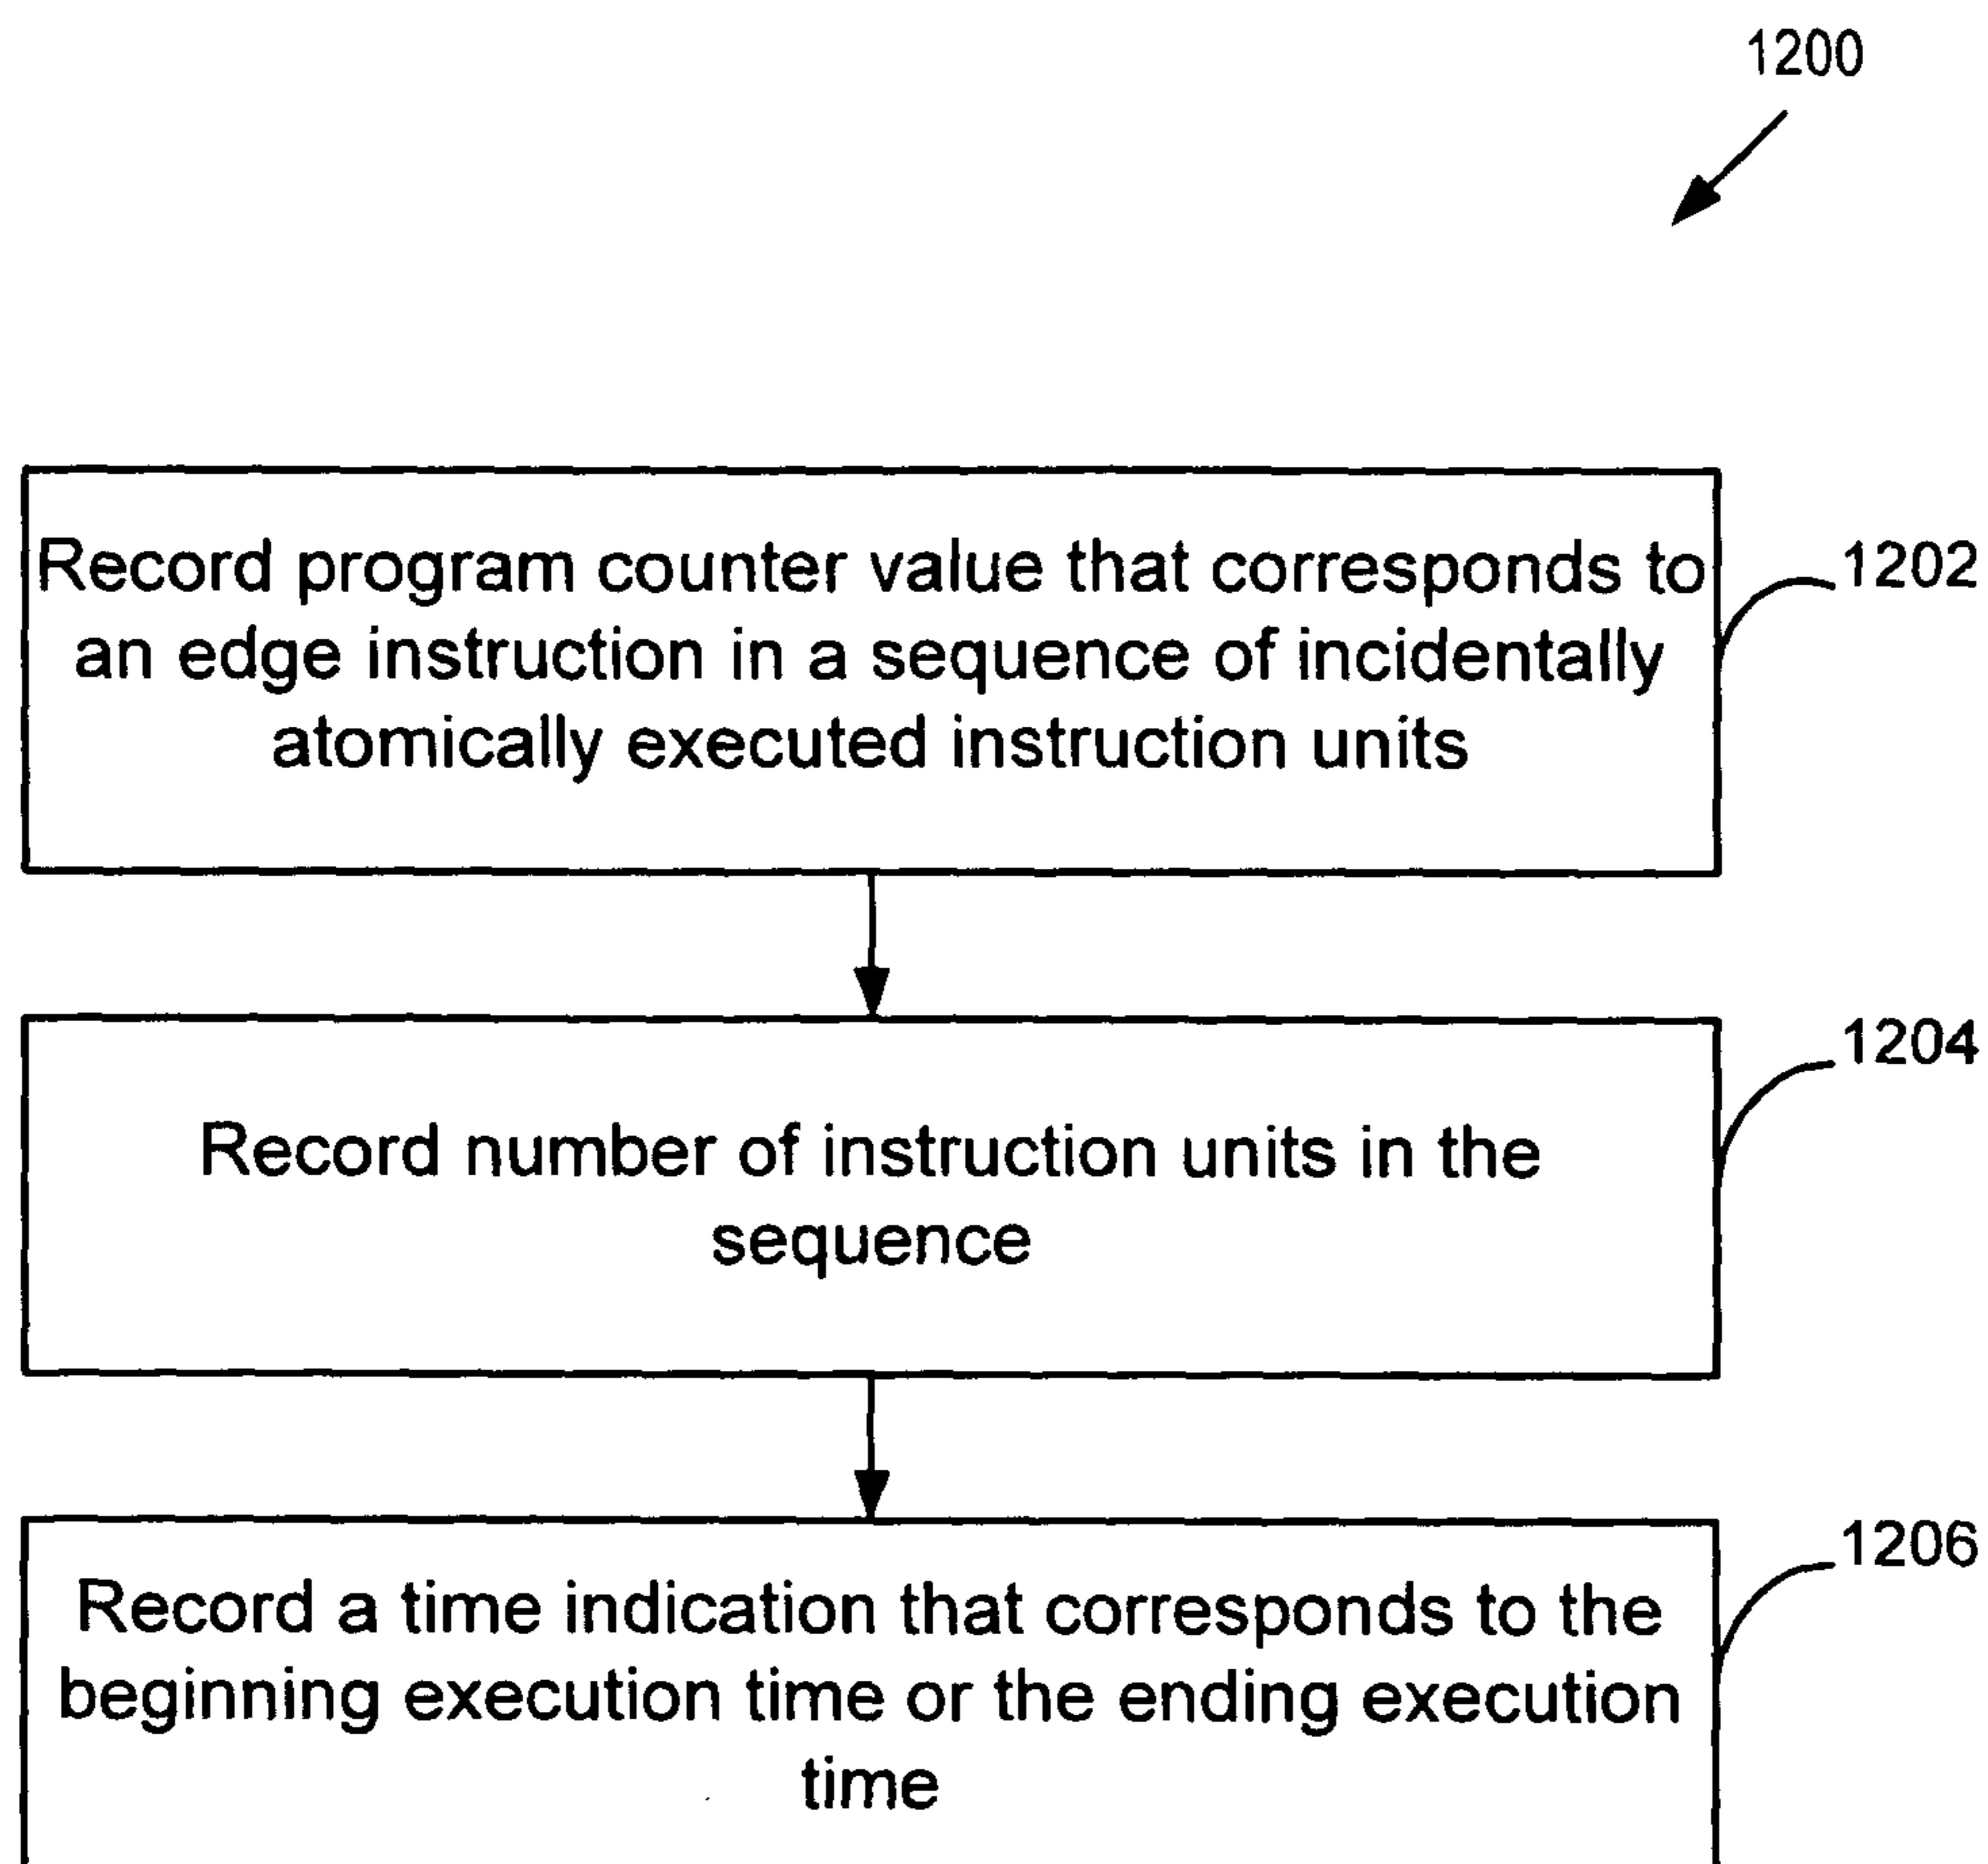 1200
Record program counter value that corresponds to
an edge instruction in a sequence of incidentally
atomically executed instruction units
1202
Record number of instruction units in the
sequence
1204
Record a time indication that corresponds to the
beginning execution time or the ending execution
time
1206